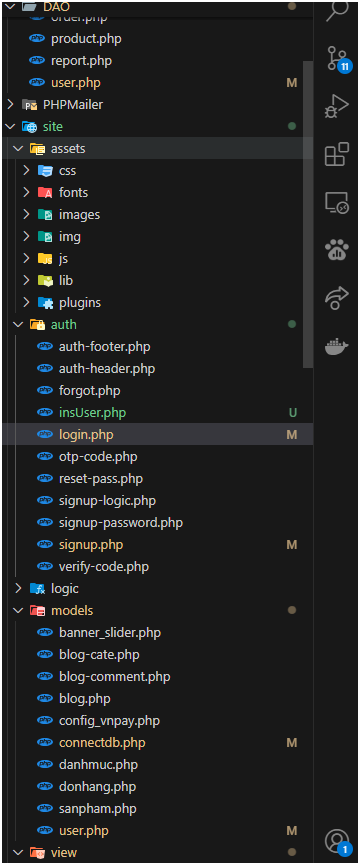 DAO
order.php
product.php
report.php
user.php M
PHPMailer
site
assets
css
fonts
images
img
js
lib
plugins
auth
auth-footer.php
auth-header.php
forgot.php
insUser.php U
login.php M
otp-code.php
reset-pass.php
signup-logic.php
signup-password.php
signup.php M
verify-code.php
logic
models
banner_slider.php
blog-cate.php
blog-comment.php
blog.php
config_vnpay.php
connectdb.php M
danhmuc.php
donhang.php
sanpham.php
user.php M
view
11
1